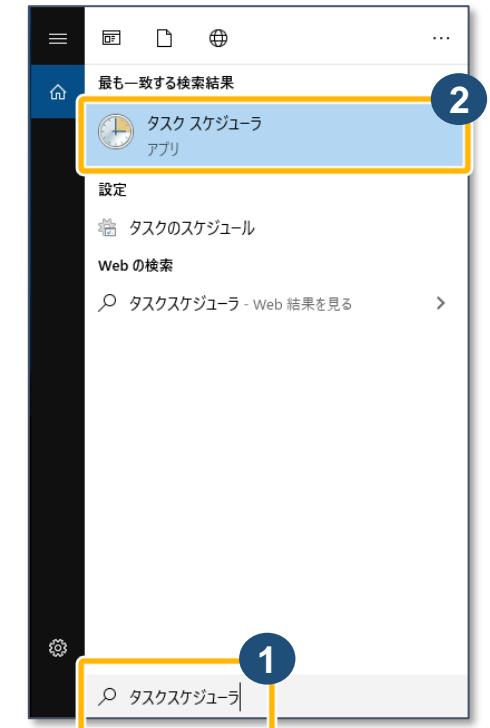 最も一致する検索結果
2
タスク スケジューラ
アプリ
設定
タスクのスケジュール
Web の検索
タスクスケジューラ - Web 結果を見る
1
タスクスケジューラ